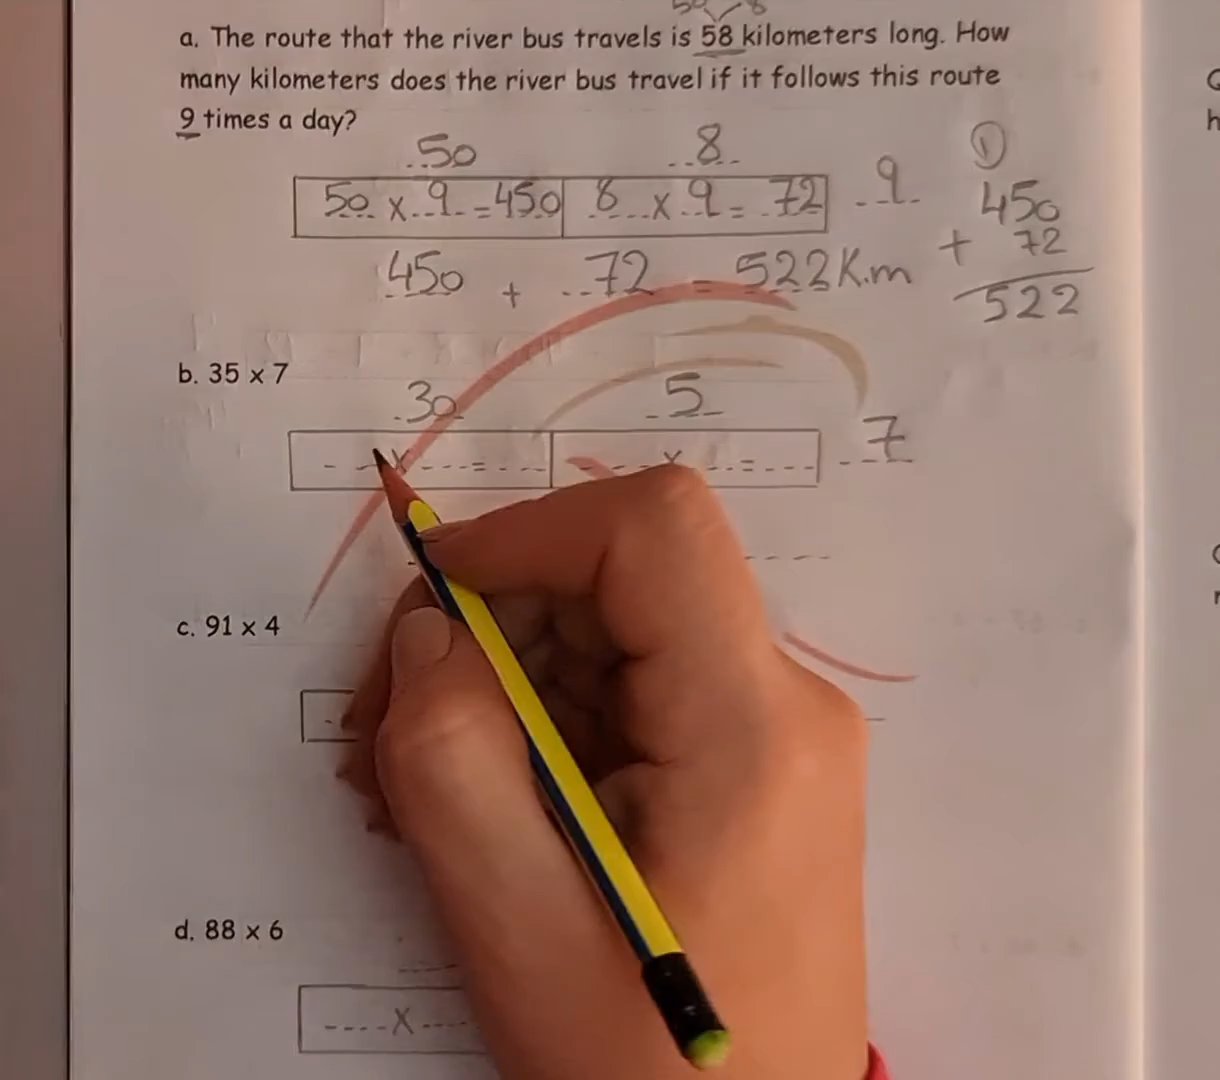 50 8
a. The route that the river bus travels is 58 kilometers long. How
many kilometers does the river bus travel if it follows this route
9 times a day?
50 8
50 x 9 = 450 8 x 9 = 72 9
450 + 72 = 522 K.m
1
450
+ 72
522
b. 35 x 7
30 5
x = x = 7
c. 91 x 4
d. 88 x 6
x